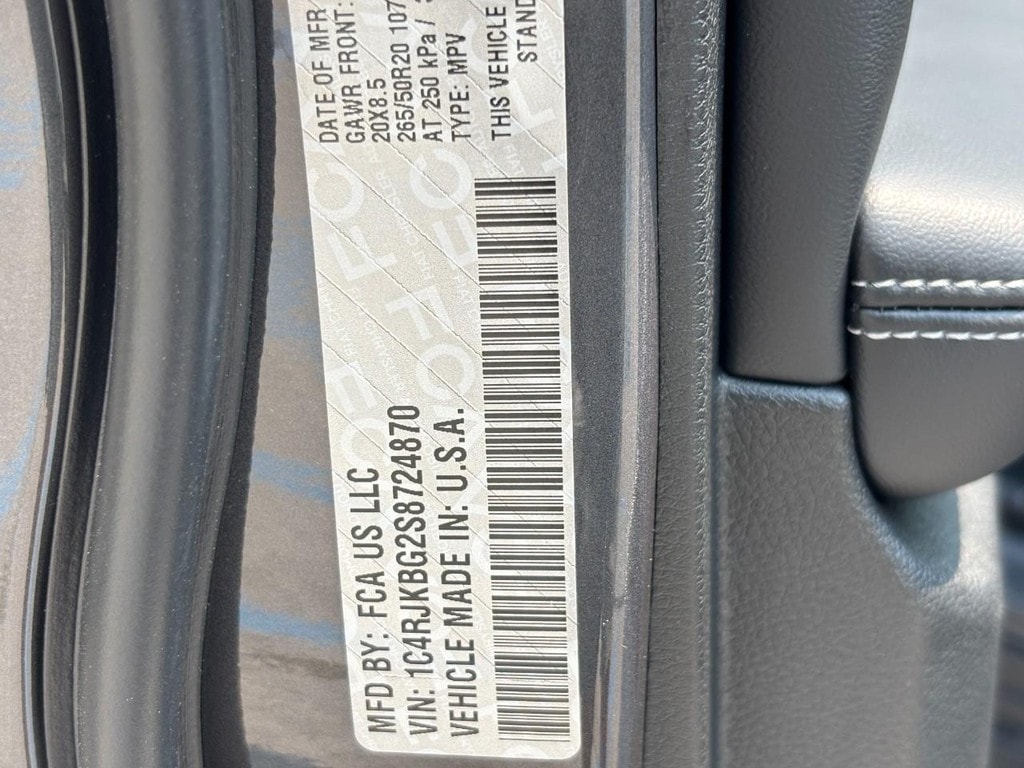 MFD BY: FCA US LLC
DATE OF MFR
GAWR FRONT:
VIN: 1C4RJKBG2S8724870
20X8.5
265/50R20 107
VEHICLE MADE IN: U.S.A.
AT 250 kPa /
TYPE: MPV
THIS VEHICLE
STAND